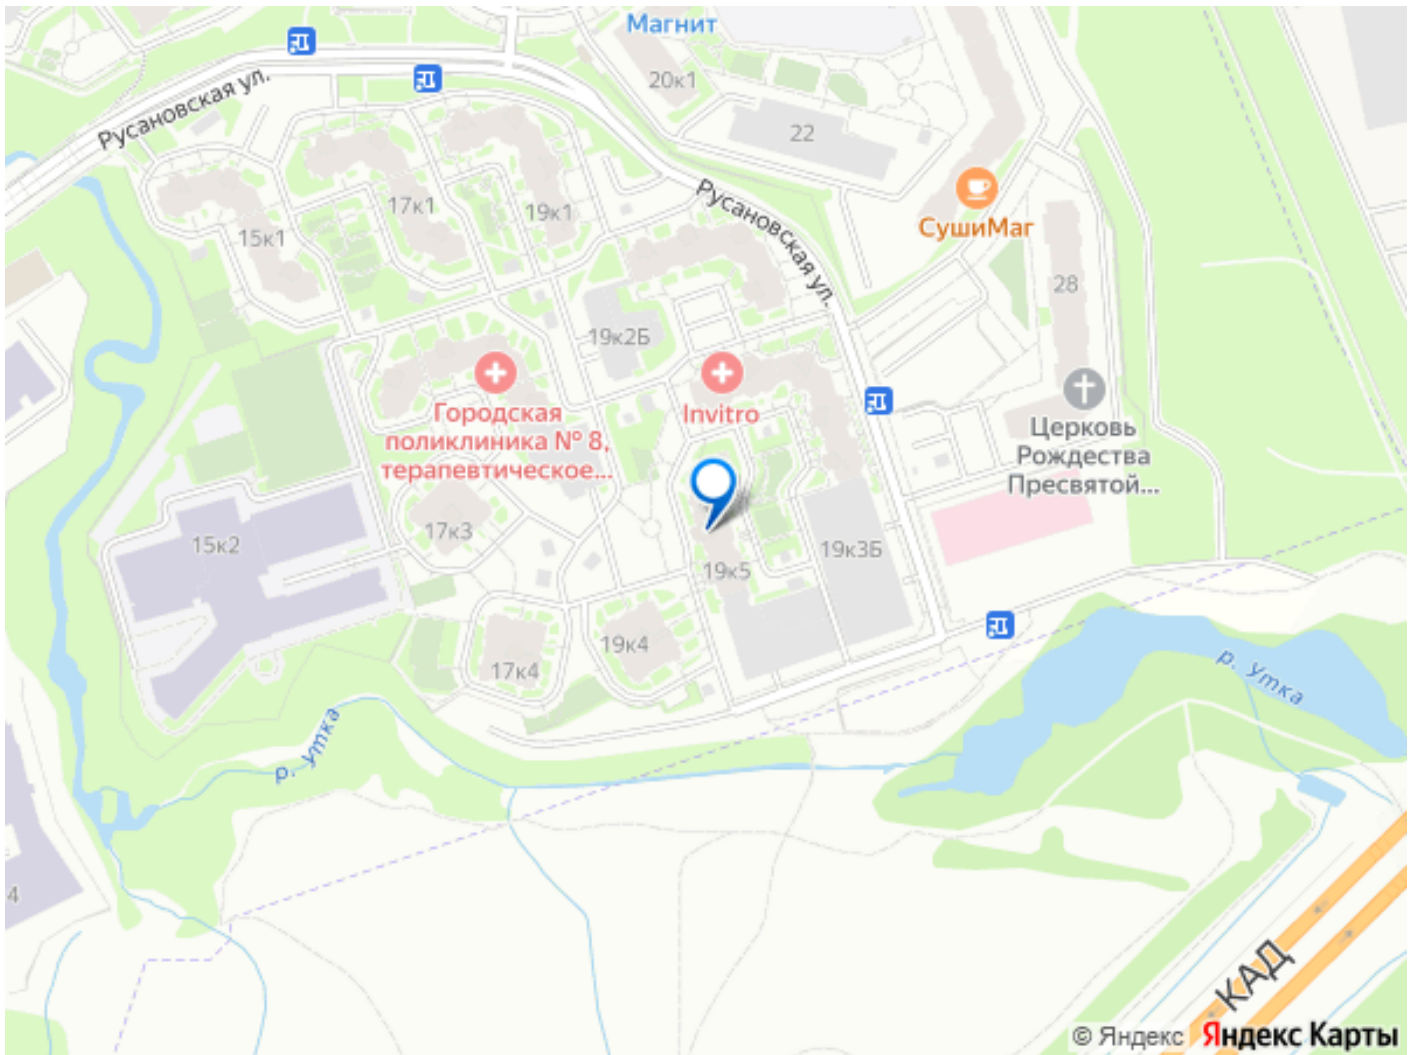 Магнит
20к1
22
Русановская ул.
17к1
19к1
15к1
Русановская ул.
СушиМаг
28
19к2Б
Городская
поликлиника № 8,
терапевтическое...
Invitro
Церковь
Рождества
Пресвятой...
15к2
17к3
19к5
19к3Б
17к4
19к4
р. Утка
р. Утка
4
КАД
© Яндекс Яндекс Карты